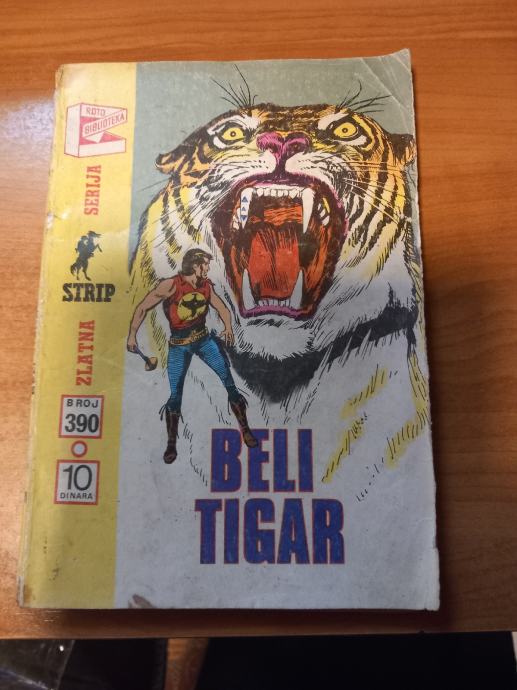 ROTO
BIBLIOTEKA
ZLATNA
SERIJA
STRIP
BROJ
390
10
DINARA
BELI
TIGAR